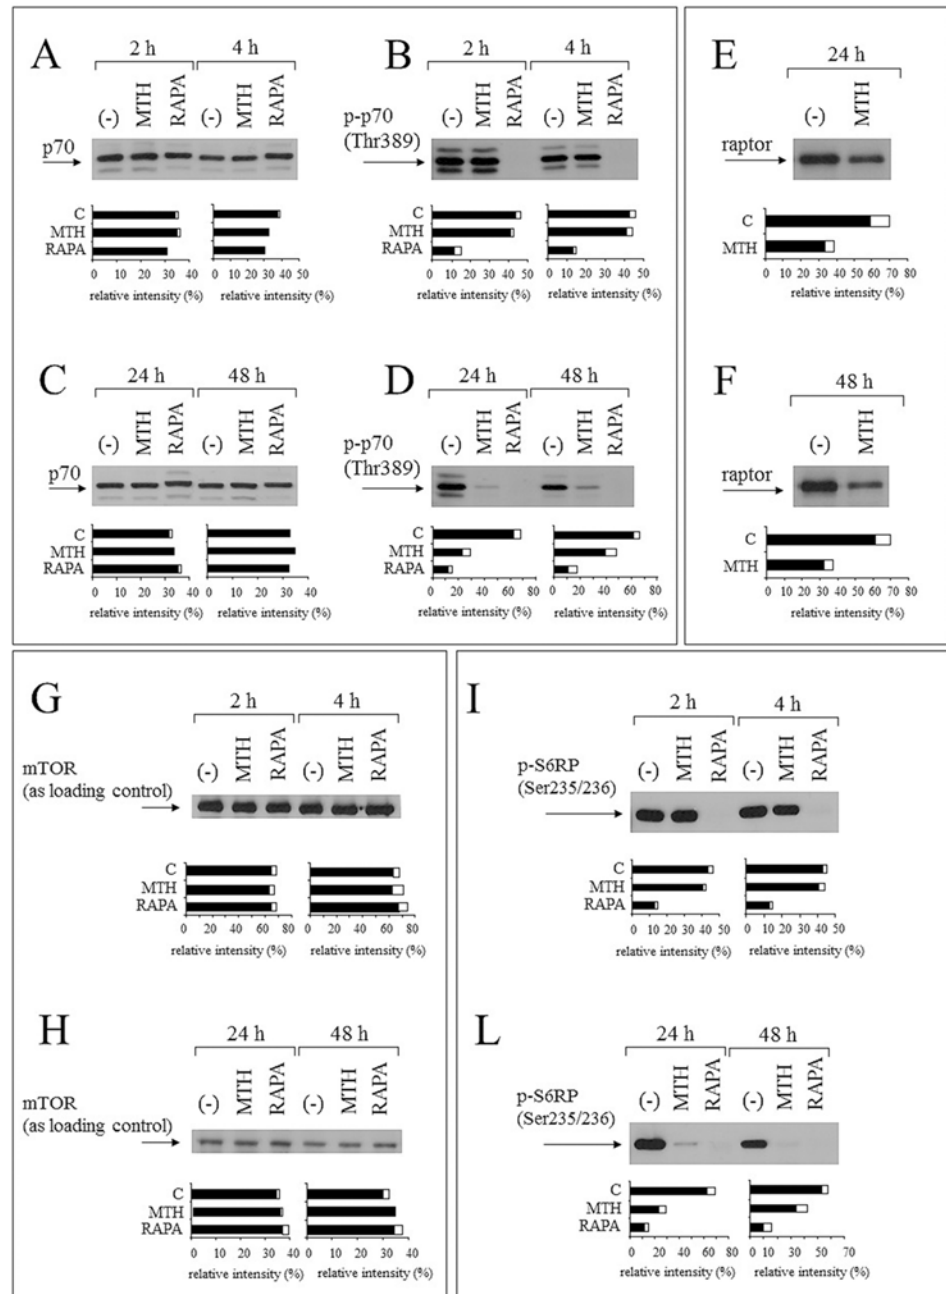 A
2 h 4 h
(-) MTH RAPA (-) MTH RAPA
p70
C
MTH
RAPA
0 10 20 30 40 50 0 10 20 30 40 50
relative intensity (%) relative intensity (%)
B
2 h 4 h
(-) MTH RAPA (-) MTH RAPA
p-p70
(Thr389)
C
MTH
RAPA
0 10 20 30 40 50 0 10 20 30 40 50
relative intensity (%) relative intensity (%)
E
24 h
(-) MTH
raptor
C
MTH
0 10 20 30 40 50 60 70 80
relative intensity (%)
C
24 h 48 h
(-) MTH RAPA (-) MTH RAPA
p70
C
MTH
RAPA
0 10 20 30 40 0 10 20 30 40
relative intensity (%) relative intensity (%)
D
24 h 48 h
(-) MTH RAPA (-) MTH RAPA
p-p70
(Thr389)
C
MTH
RAPA
0 20 40 60 80 0 20 40 60 80
relative intensity (%) relative intensity (%)
F
48 h
(-) MTH
raptor
C
MTH
0 10 20 30 40 50 60 70 80
relative intensity (%)
G
2 h 4 h
(-) MTH RAPA (-) MTH RAPA
mTOR
(as loading control)
C
MTH
RAPA
0 20 40 60 80 0 20 40 60 80
relative intensity (%) relative intensity (%)
I
2 h 4 h
(-) MTH RAPA (-) MTH RAPA
p-S6RP
(Ser235/236)
C
MTH
RAPA
0 10 20 30 40 50 0 10 20 30 40 50
relative intensity (%) relative intensity (%)
H
24 h 48 h
(-) MTH RAPA (-) MTH RAPA
mTOR
(as loading control)
C
MTH
RAPA
0 10 20 30 40 0 10 20 30 40
relative intensity (%) relative intensity (%)
L
24 h 48 h
(-) MTH RAPA (-) MTH RAPA
p-S6RP
(Ser235/236)
C
MTH
RAPA
0 20 40 60 80 0 10 20 30 40 50 70
relative intensity (%) relative intensity (%)